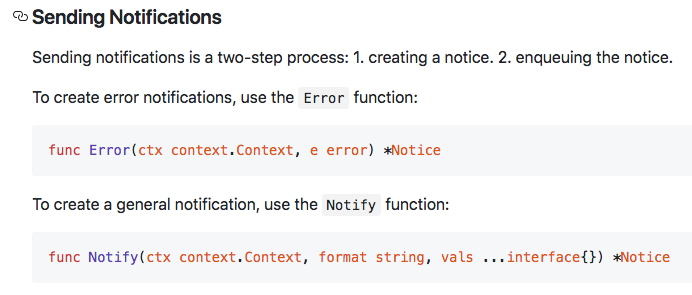 Sending Notifications
Sending notifications is a two-step process: 1. creating a notice. 2. enqueuing the notice.
To create error notifications, use the Error function:
func Error(ctx context.Context, e error) *Notice
To create a general notification, use the Notify function:
func Notify(ctx context.Context, format string, vals ...interface{}) *Notice